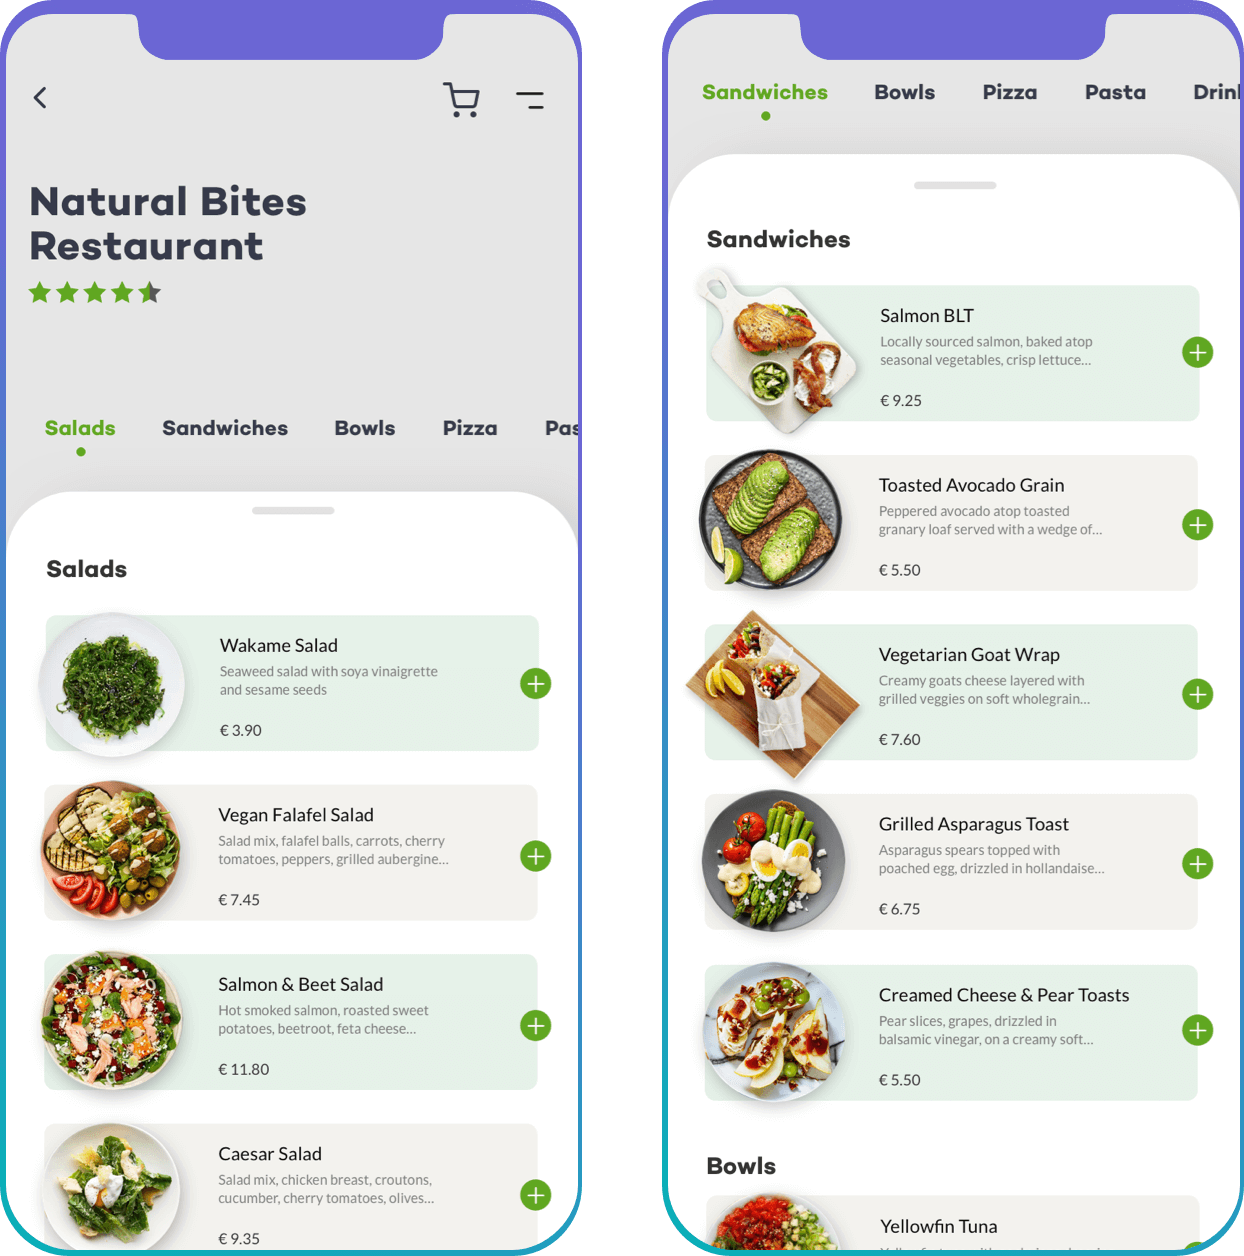 Natural Bites
Restaurant
Salads Sandwiches Bowls Pizza Pas
Salads
Wakame Salad
Seaweed salad with soya vinaigrette
and sesame seeds
€ 3.90
Vegan Falafel Salad
Salad mix, falafel balls, carrots, cherry
tomatoes, peppers, grilled aubergine...
€ 7.45
Salmon & Beet Salad
Hot smoked salmon, roasted sweet
potatoes, beetroot, feta cheese...
€ 11.80
Caesar Salad
Salad mix, chicken breast, croutons,
cucumber, cherry tomatoes, olives...
€ 9.35
Sandwiches Bowls Pizza Pasta Drin
Sandwiches
Salmon BLT
Locally sourced salmon, baked atop
seasonal vegetables, crisp lettuce...
€ 9.25
Toasted Avocado Grain
Peppered avocado atop toasted
granary loaf served with a wedge of...
€ 5.50
Vegetarian Goat Wrap
Creamy goats cheese layered with
grilled veggies on soft wholegrain...
€ 7.60
Grilled Asparagus Toast
Asparagus spears topped with
poached egg, drizzled in hollandaise...
€ 6.75
Creamed Cheese & Pear Toasts
Pear slices, grapes, drizzled in
balsamic vinegar, on a creamy soft...
€ 5.50
Bowls
Yellowfin Tuna